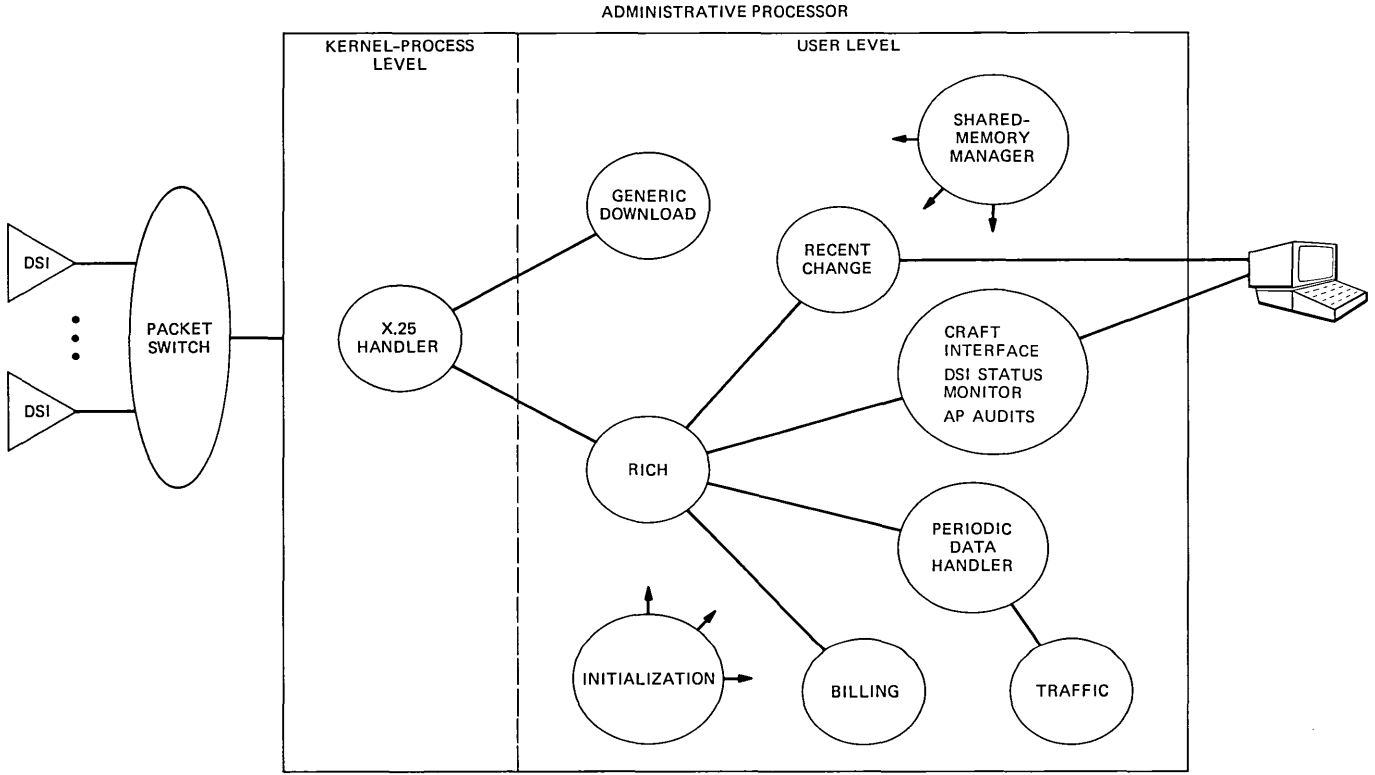 ADMINISTRATIVE PROCESSOR
KERNEL-PROCESS
LEVEL
USER LEVEL
SHARED-
MEMORY
MANAGER
GENERIC
DOWNLOAD
RECENT
CHANGE
DSI
PACKET
SWITCH
X.25
HANDLER
CRAFT
INTERFACE
DSI STATUS
MONITOR
AP AUDITS
DSI
RICH
PERIODIC
DATA
HANDLER
INITIALIZATION
BILLING
TRAFFIC